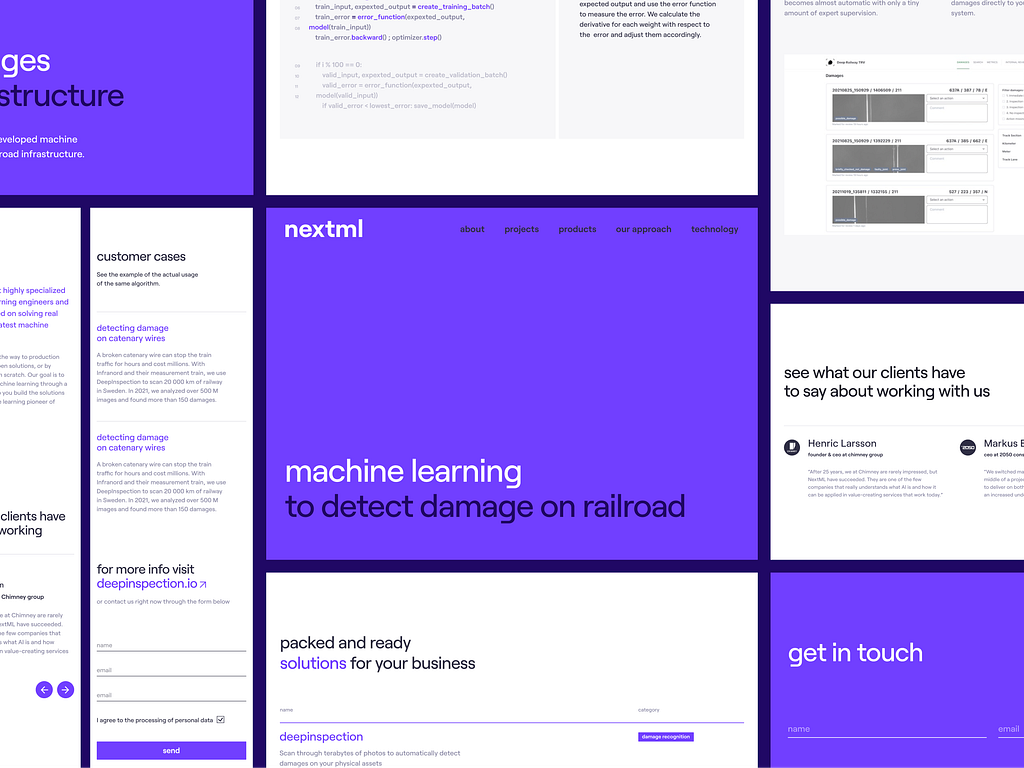 ges
structure
eveloped machine
road infrastructure.
train_input, expexted_output = create_training_batch()
train_error = error_function(expexted_output,
model(train_input))
train_error.backward() ; optimizer.step()
if i % 100 == 0:
valid_input, expexted_output = create_validation_batch()
valid_error = error_function(expexted_output,
model(valid_input))
if valid_error < lowest_error: save_model(model)
expected output and use the error function
to measure the error. We calculate the
derivative for each weight with respect to
the error and adjust them accordingly.
becomes almost automatic with only a tiny
amount of expert supervision.
damages directly to you
system.
Deep Railway TRV
Damages
20210825_150929 / 1406509 / 211
Select an action
20210825_150929 / 1292229 / 211
Select an action
20211019_135811 / 1332155 / 211
527 / 223 / 357 / N
Select an action
highly specialized
rning engineers and
d on solving real
atest machine
the way to production
en solutions, or by
n scratch. Our goal is to
chine learning through a
you build the solutions
e learning pioneer of
clients have
working
n
Chimney group
e at Chimney are rarely
extML have succeeded.
e few companies that
s what AI is and how
n value-creating services
customer cases
See the example of the actual usage
of the same algorithm.
detecting damage
on catenary wires
A broken catenary wire can stop the train
traffic for hours and cost millions. With
Infranord and their measurement train, we use
DeepInspection to scan 20 000 km of railway
in Sweden. In 2021, we analyzed over 500 M
images and found more than 150 damages.
detecting damage
on catenary wires
A broken catenary wire can stop the train
traffic for hours and cost millions. With
Infranord and their measurement train, we use
DeepInspection to scan 20 000 km of railway
in Sweden. In 2021, we analyzed over 500 M
images and found more than 150 damages.
for more info visit
deepinspection.io
or contact us right now through the form below
name
email
email
I agree to the processing of personal data
send
nextml
about projects products our approach technology
machine learning
to detect damage on railroad
packed and ready
solutions for your business
name category
deepinspection
damage recognition
Scan through terabytes of photos to automatically detect
damages on your physical assets
see what our clients have
to say about working with us
Henric Larsson
founder & ceo at chimney group
"After 25 years, we at Chimney are rarely impressed, but
NextML have succeeded. They are one of the few
companies that really understands what AI is and how it
can be applied in value-creating services that work today."
2050
Markus E
ceo at 2050 cons
"We switched ma
middle of a projec
to deliver on both
an increased unde
get in touch
name email